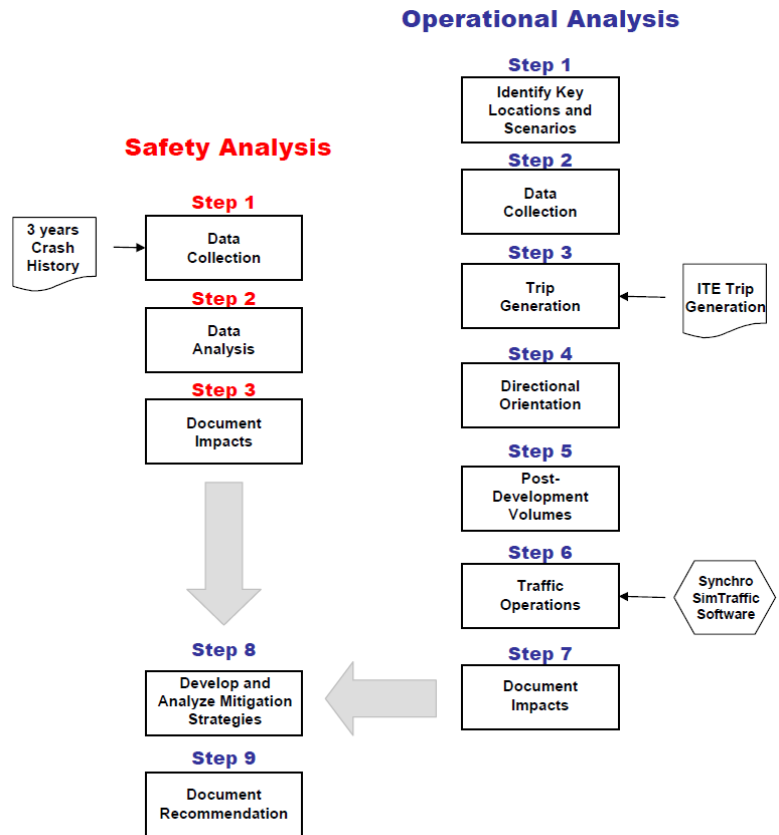 Operational Analysis
Step 1
Identify Key
Locations and
Scenarios
Step 2
Data
Collection
Step 3
Trip
Generation
ITE Trip
Generation
Step 4
Directional
Orientation
Step 5
Post-
Development
Volumes
Step 6
Traffic
Operations
Synchro
SimTraffic
Software
Step 7
Document
Impacts
Safety Analysis
Step 1
3 years
Crash
History
Data
Collection
Step 2
Data
Analysis
Step 3
Document
Impacts
Step 8
Develop and
Analyze Mitigation
Strategies
Step 9
Document
Recommendation